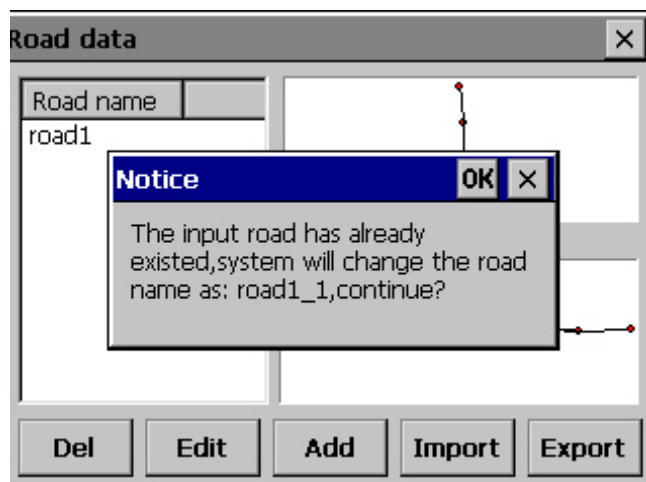 Road data
Road name
road1
Notice OK
The input road has already
existed,system will change the road
name as: road1_1,continue?
Del Edit Add Import Export